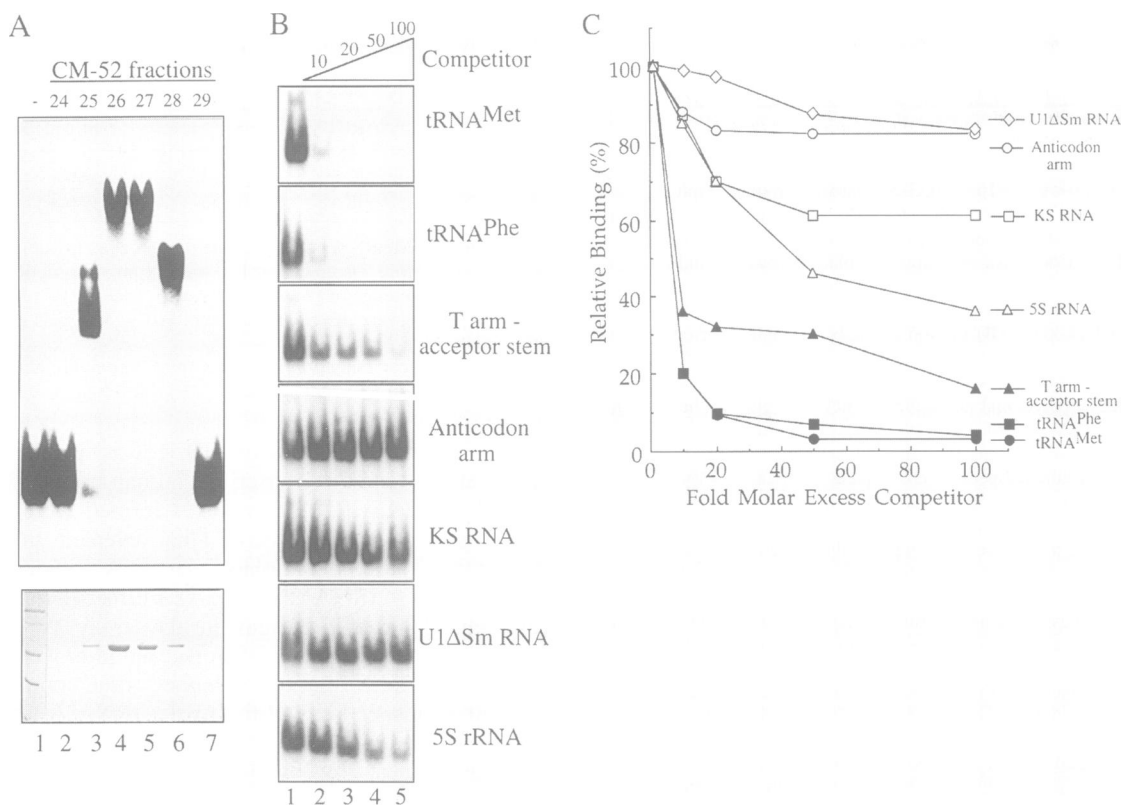 A
CM-52 fractions
- 24 25 26 27 28 29
1 2 3 4 5 6 7
B
10 20 50 100
Competitor
tRNAMet
tRNAPhe
T arm -
acceptor stem
Anticodon
arm
KS RNA
U1ΔSm RNA
5S rRNA
1 2 3 4 5
C
Relative Binding (%)
100
80
60
40
20
0
0 20 40 60 80 100
Fold Molar Excess Competitor
U1ΔSm RNA
Anticodon
arm
KS RNA
5S rRNA
T arm -
acceptor stem
tRNAPhe
tRNAMet